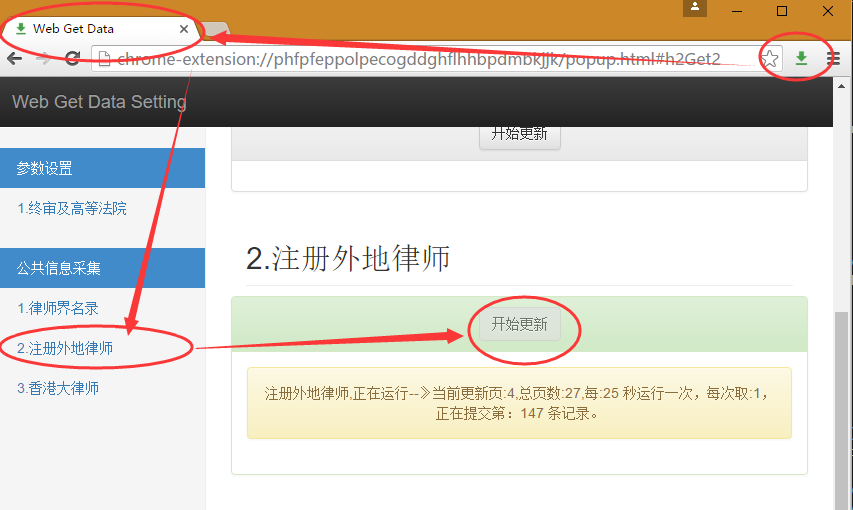 Web Get Data
chrome-extension://phfpfeppolpecogddghflhhbpdmbkjjk/popup.html#h2Get2
Web Get Data Setting
开始更新
参数设置
1.终审及高等法院
公共信息采集
1.律师界名录
2.注册外地律师
3.香港大律师
2.注册外地律师
开始更新
注册外地律师,正在运行--》当前更新页:4,总页数:27,每:25 秒运行一次，每次取:1，
正在提交第：147 条记录。